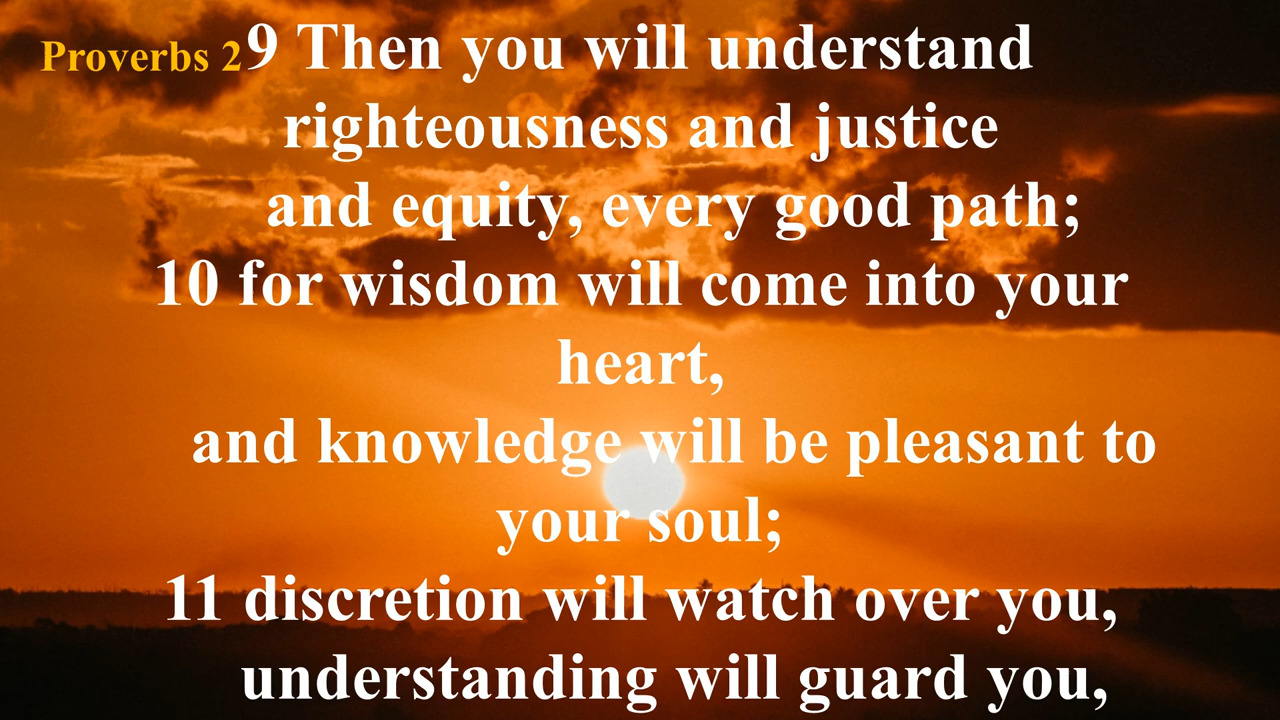 Proverbs 2
9 Then you will understand
righteousness and justice
and equity, every good path;
10 for wisdom will come into your
heart,
and knowledge will be pleasant to
your soul;
11 discretion will watch over you,
understanding will guard you,